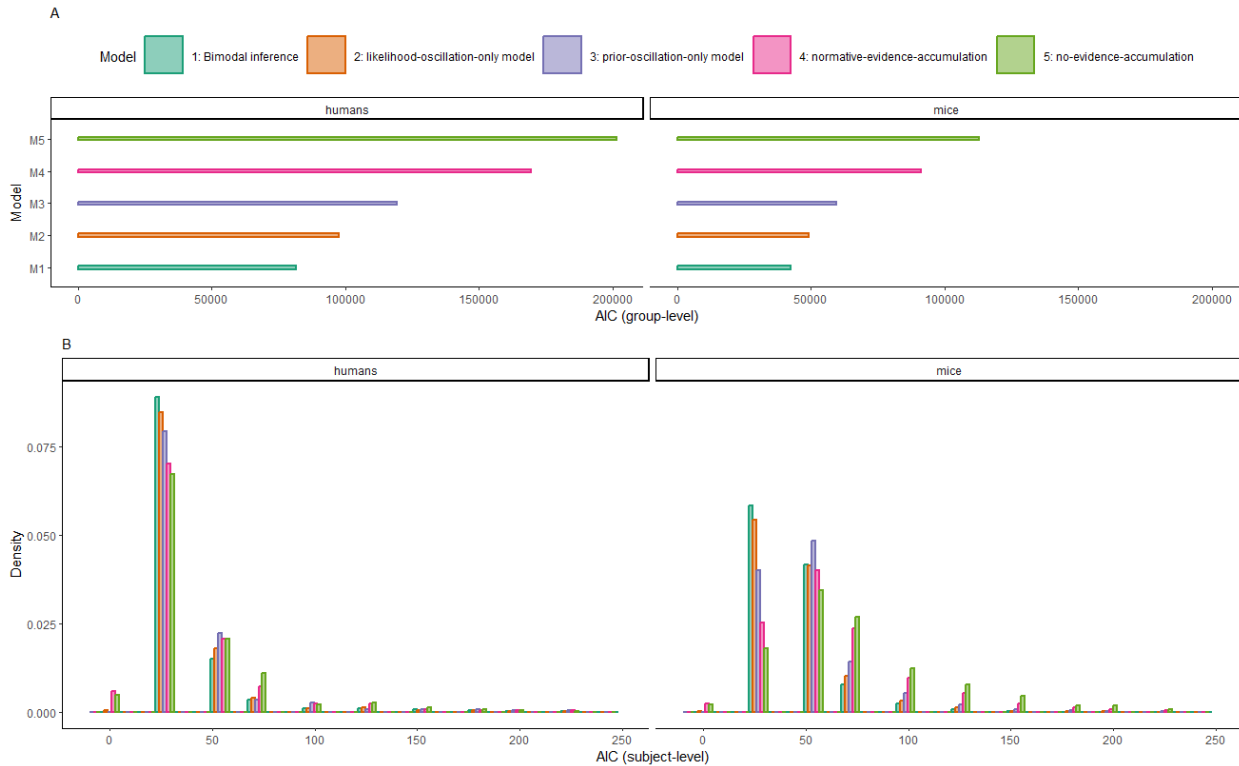 A
Model 1: Bimodal inference 2: likelihood-oscillation-only model 3: prior-oscillation-only model 4: normative-evidence-accumulation 5: no-evidence-accumulation
humans mice
M5
M4
M3
M2
M1
Model
0 50000 100000 150000 200000 0 50000 100000 150000 200000
AIC (group-level)
B
humans mice
0.075
0.050
0.025
0.000
Density
0 50 100 150 200 250 0 50 100 150 200 250
AIC (subject-level)